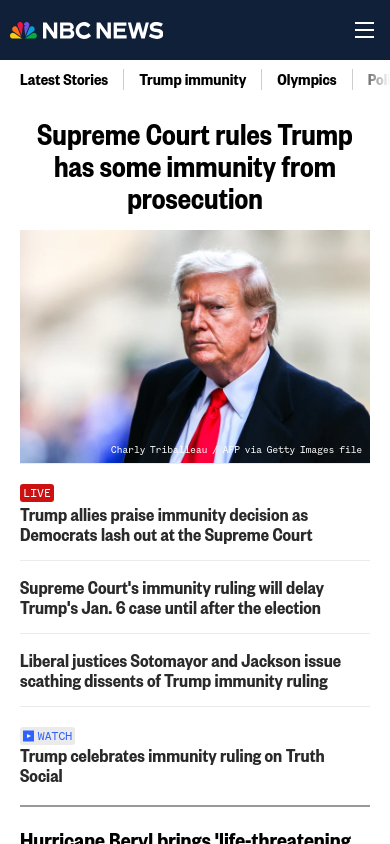 NBC NEWS
Latest Stories
Trump immunity
Olympics
Supreme Court rules Trump
has some immunity from
prosecution
Charly Triballeau / AFP via Getty Images file
LIVE
Trump allies praise immunity decision as
Democrats lash out at the Supreme Court
Supreme Court's immunity ruling will delay
Trump's Jan. 6 case until after the election
Liberal justices Sotomayor and Jackson issue
scathing dissents of Trump immunity ruling
WATCH
Trump celebrates immunity ruling on Truth
Social
Hurricane Beryl brings 'life-threatening